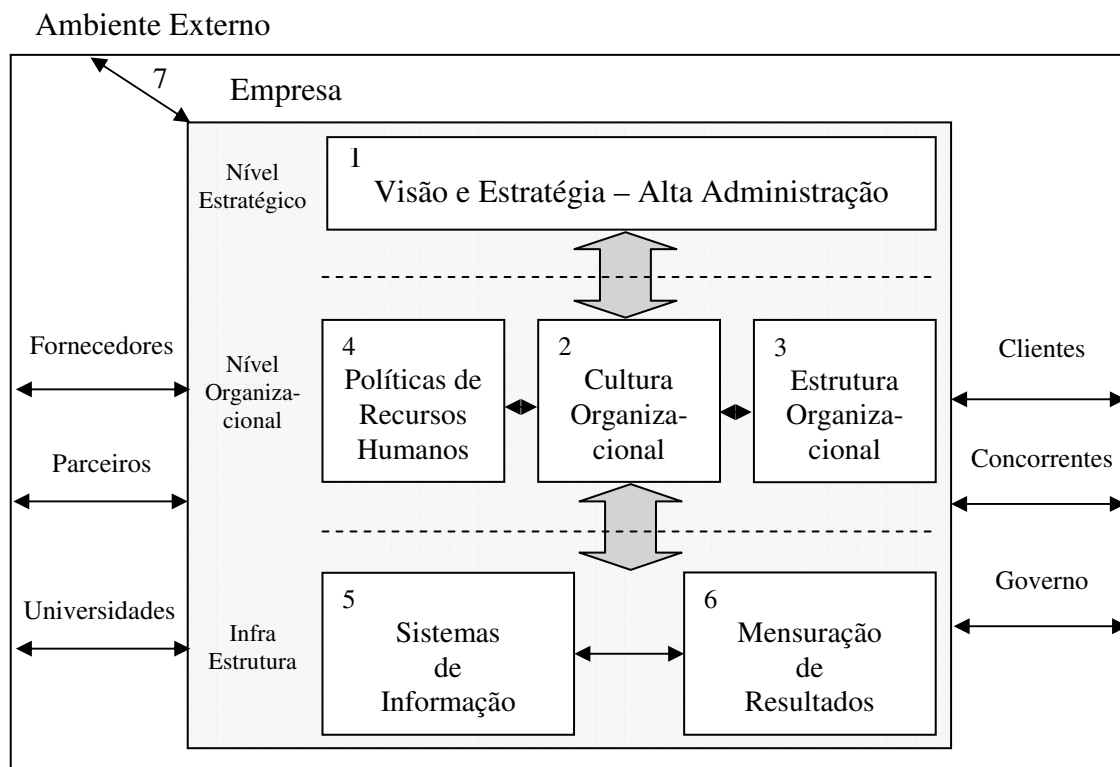 Ambiente Externo
7
Empresa
Nível
Estratégico
1
Visão e Estratégia – Alta Administração
Fornecedores
Parceiros
Universidades
Nível
Organiza-
cional
4
Políticas de
Recursos
Humanos
2
Cultura
Organiza-
cional
3
Estrutura
Organiza-
cional
Clientes
Concorrentes
Governo
Infra
Estrutura
5
Sistemas
de
Informação
6
Mensuração
de
Resultados